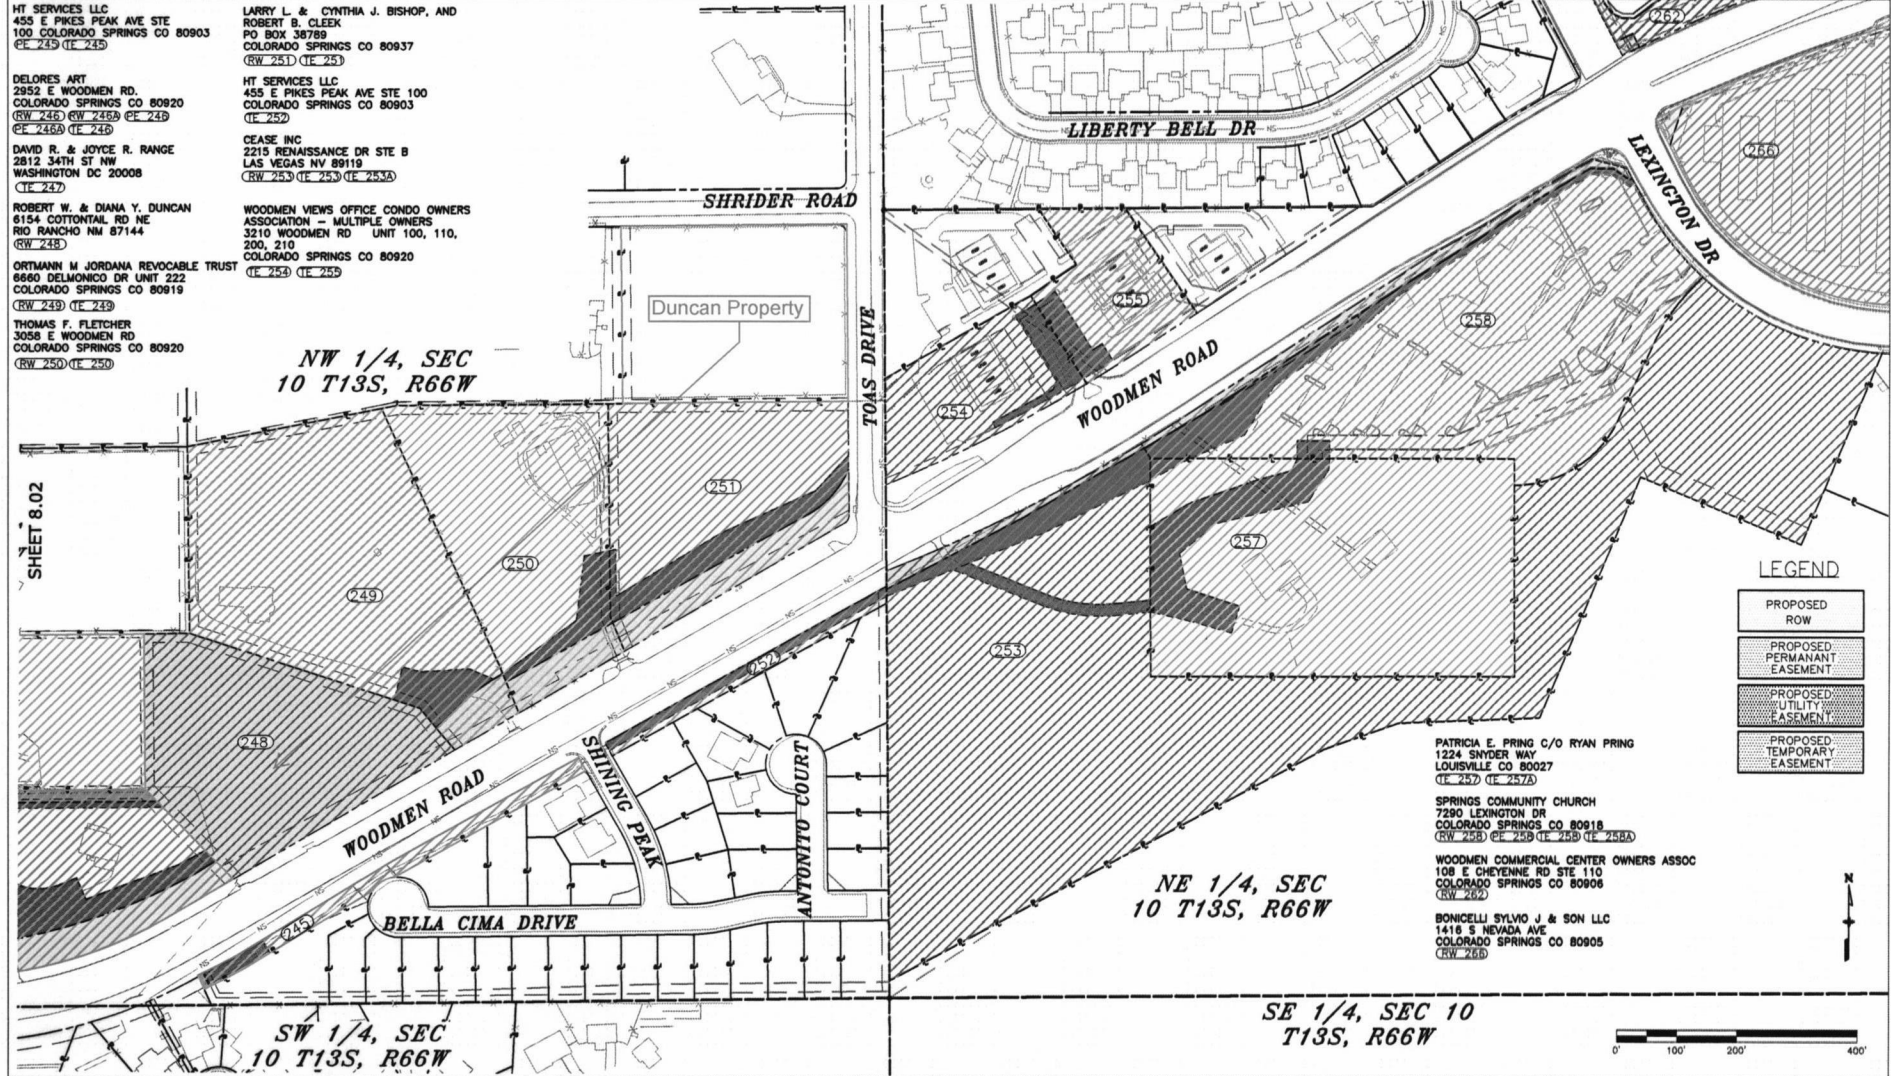 HT SERVICES LLC
455 E PIKES PEAK AVE STE
100 COLORADO SPRINGS CO 80903
PE 245 TE 245
DELORES ART
2952 E WOODMEN RD.
COLORADO SPRINGS CO 80920
RW 246 RW 246A PE 246
PE 246A TE 246
DAVID R. & JOYCE R. RANGE
2812 34TH ST NW
WASHINGTON DC 20008
TE 247
ROBERT W. & DIANA Y. DUNCAN
6154 COTTONTAIL RD NE
RIO RANCHO NM 87144
RW 248
ORTMANN M JORDANA REVOCABLE TRUST
6660 DELMONICO DR UNIT 222
COLORADO SPRINGS CO 80919
RW 249 TE 249
THOMAS F. FLETCHER
3058 E WOODMEN RD
COLORADO SPRINGS CO 80920
RW 250 TE 250
LARRY L. & CYNTHIA J. BISHOP, AND
ROBERT B. CLEEK
PO BOX 38789
COLORADO SPRINGS CO 80937
RW 251 TE 251
HT SERVICES LLC
455 E PIKES PEAK AVE STE 100
COLORADO SPRINGS CO 80903
TE 252
CEASE INC
2215 RENAISSANCE DR STE B
LAS VEGAS NV 89119
RW 253 TE 253 TE 253A
WOODMEN VIEWS OFFICE CONDO OWNERS
ASSOCIATION - MULTIPLE OWNERS
3210 WOODMEN RD UNIT 100, 110,
200, 210
COLORADO SPRINGS CO 80920
TE 254 TE 255
262
LIBERTY BELL DR
266
LEXINGTON DR
SHRIDER ROAD
Duncan Property
TOAS DRIVE
255
258
NW 1/4, SEC
10 T13S, R66W
254
WOODMEN ROAD
SHEET 8.02
251
250
249
257
253
252
248
SHINING PEAK
ANTONITO COURT
WOODMEN ROAD
245
BELLA CIMA DRIVE
LEGEND
PROPOSED
ROW
PROPOSED
PERMANANT
EASEMENT
PROPOSED
UTILITY
EASEMENT
PROPOSED
TEMPORARY
EASEMENT
PATRICIA E. PRING C/O RYAN PRING
1224 SNYDER WAY
LOUISVILLE CO 80027
TE 257 TE 257A
SPRINGS COMMUNITY CHURCH
7290 LEXINGTON DR
COLORADO SPRINGS CO 80918
RW 258 PE 258 TE 258 TE 258A
WOODMEN COMMERCIAL CENTER OWNERS ASSOC
108 E CHEYENNE RD STE 110
COLORADO SPRINGS CO 80906
RW 262
BONICELLI SYLVIO J & SON LLC
1416 S NEVADA AVE
COLORADO SPRINGS CO 80905
RW 266
N
NE 1/4, SEC
10 T13S, R66W
SW 1/4, SEC
10 T13S, R66W
SE 1/4, SEC 10
T13S, R66W
0' 100' 200' 400'